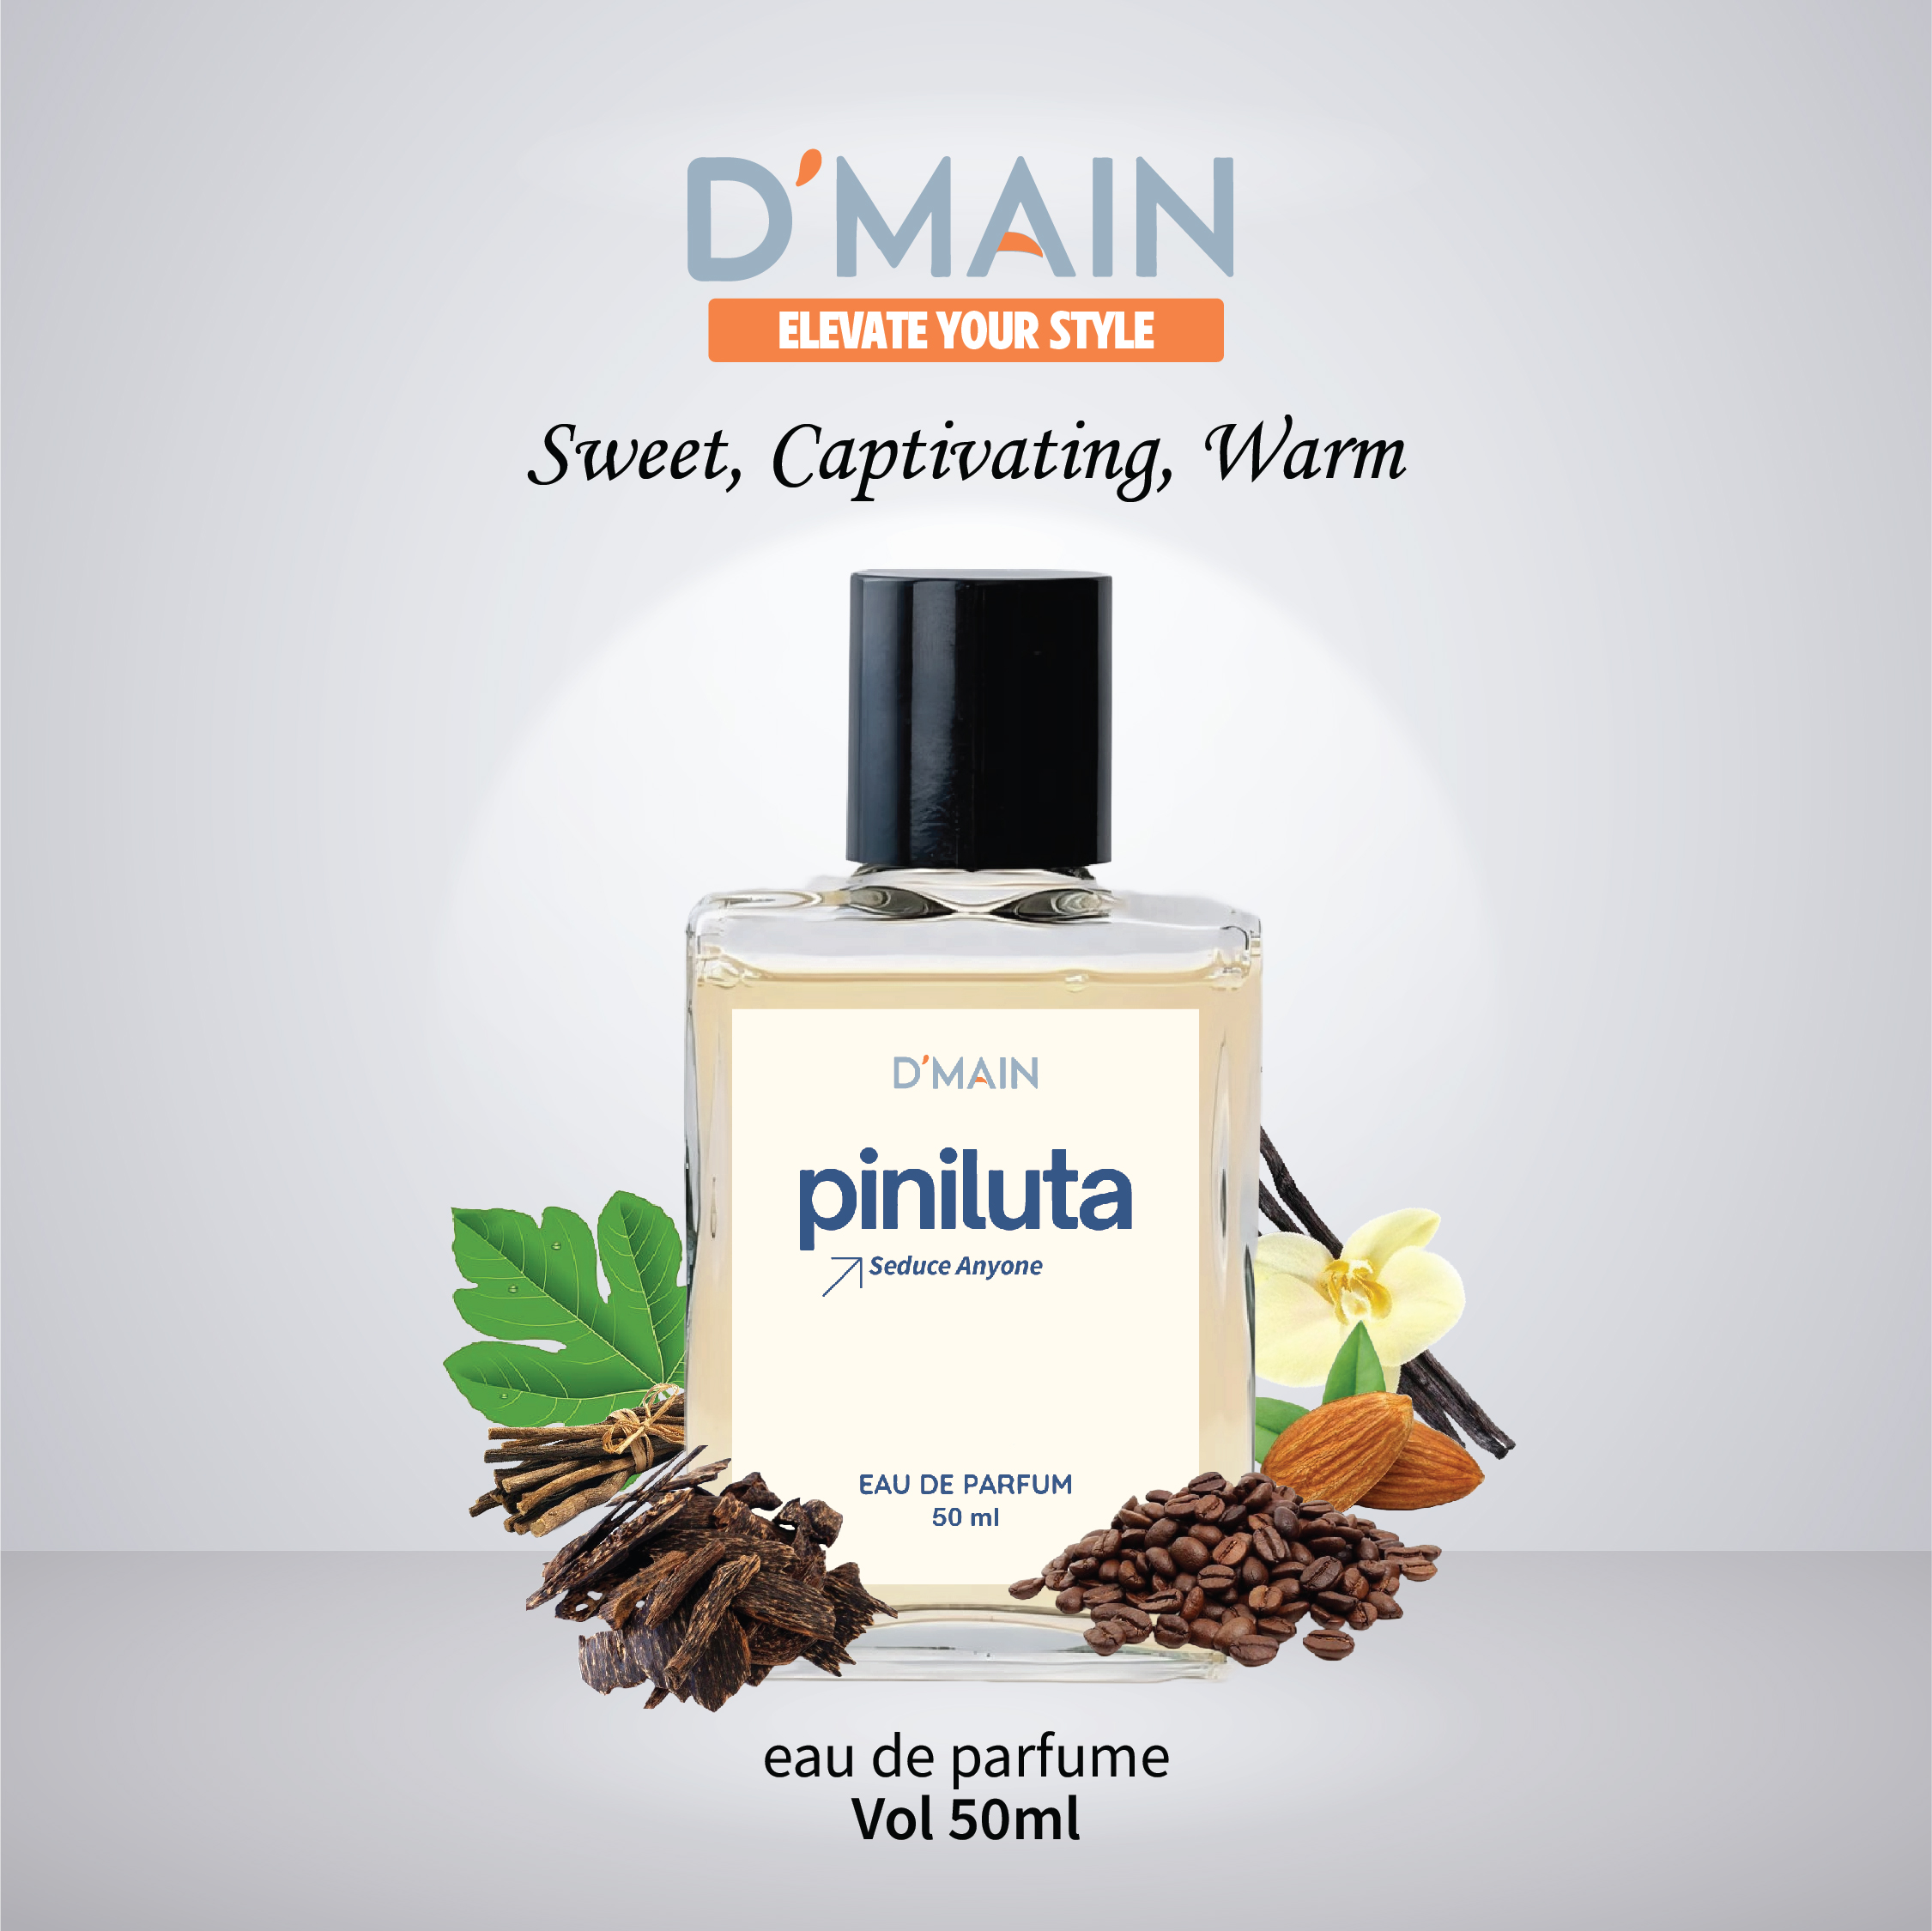 D'MAIN
ELEVATE YOUR STYLE
Sweet, Captivating, Warm
D'MAIN
piniluta
Seduce Anyone
EAU DE PARFUM
50 ml
eau de parfume
Vol 50ml